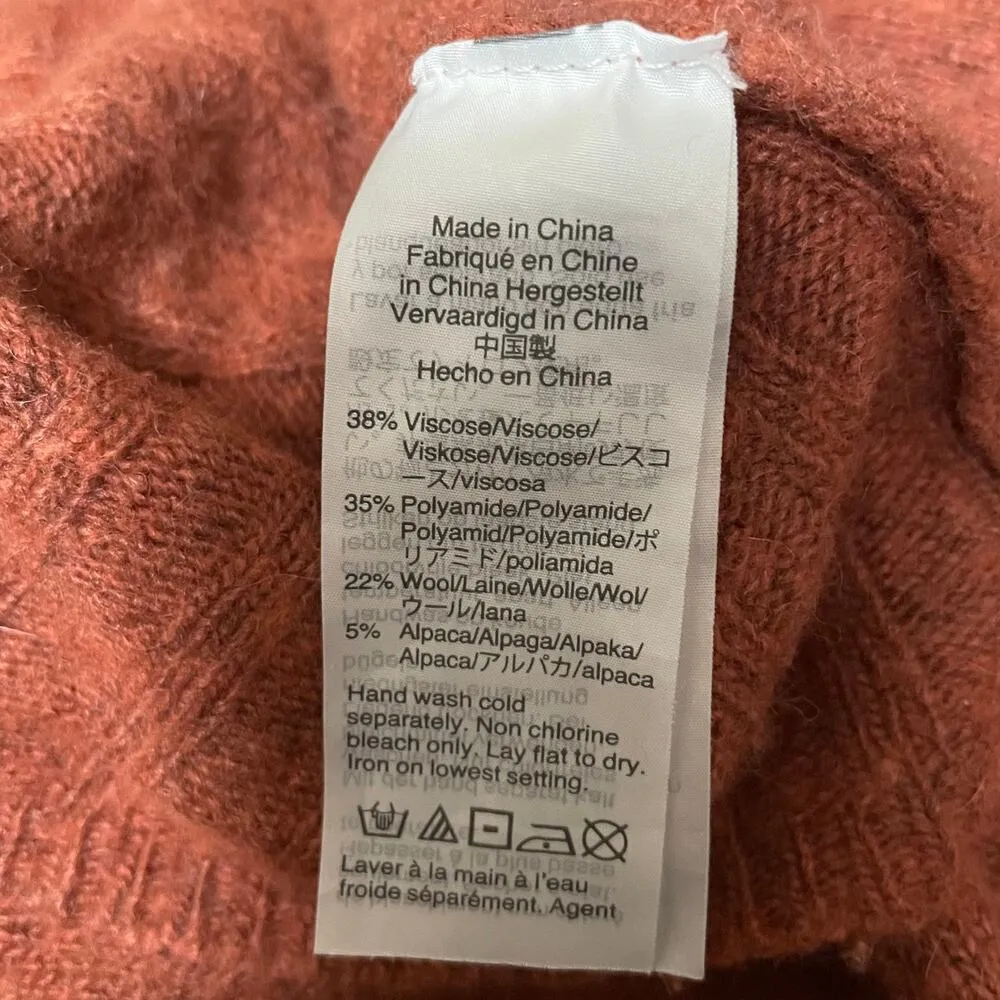 Made in China
Fabriqué en Chine
in China Hergestellt
Vervaardigd in China
中国製
Hecho en China
38% Viscose/Viscose/
Viskose/Viscose/ビスコ
ース/viscosa
35% Polyamide/Polyamide/
Polyamid/Polyamide/ポ
リアミド/poliamida
22% Wool/Laine/Wolle/Wol/
ウール/lana
5% Alpaca/Alpaga/Alpaka/
Alpaca/アルパカ/alpaca
Hand wash cold
separately. Non chlorine
bleach only. Lay flat to dry.
Iron on lowest setting.
Laver à la main à l'eau
froide séparément. Agent